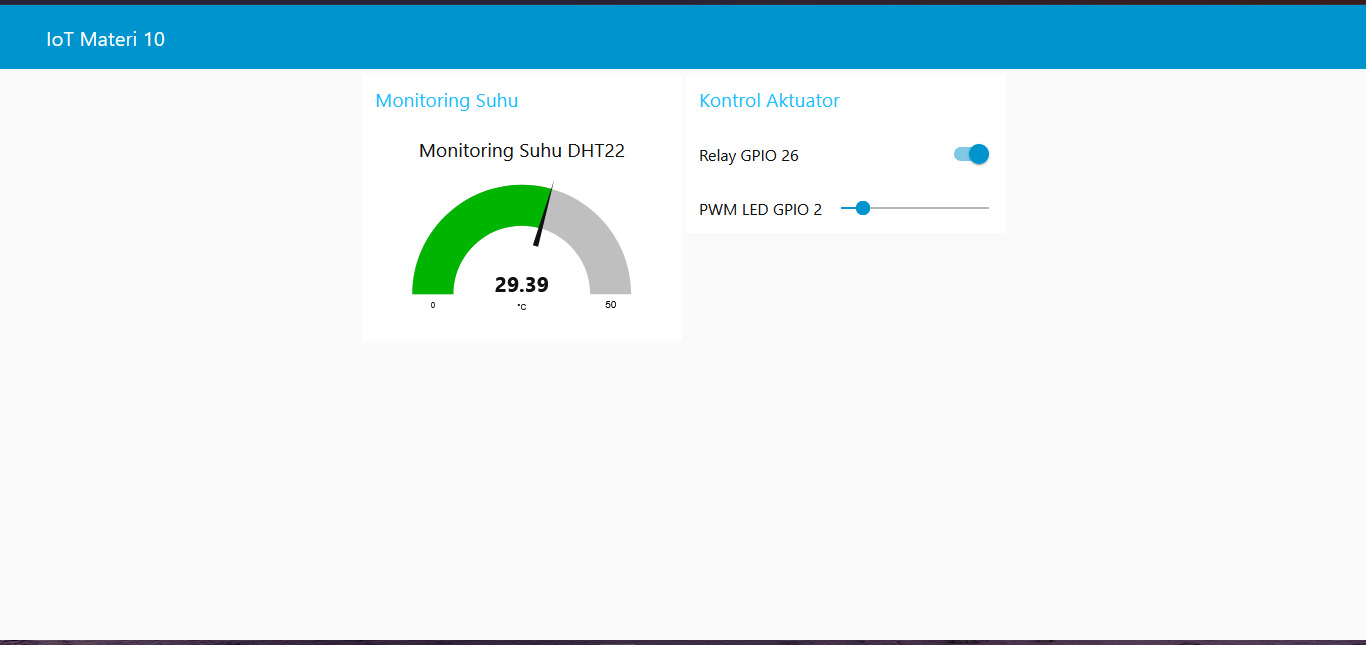 IoT Materi 10
Monitoring Suhu
Monitoring Suhu DHT22
29.39
0
°C
50
Kontrol Aktuator
Relay GPIO 26
PWM LED GPIO 2